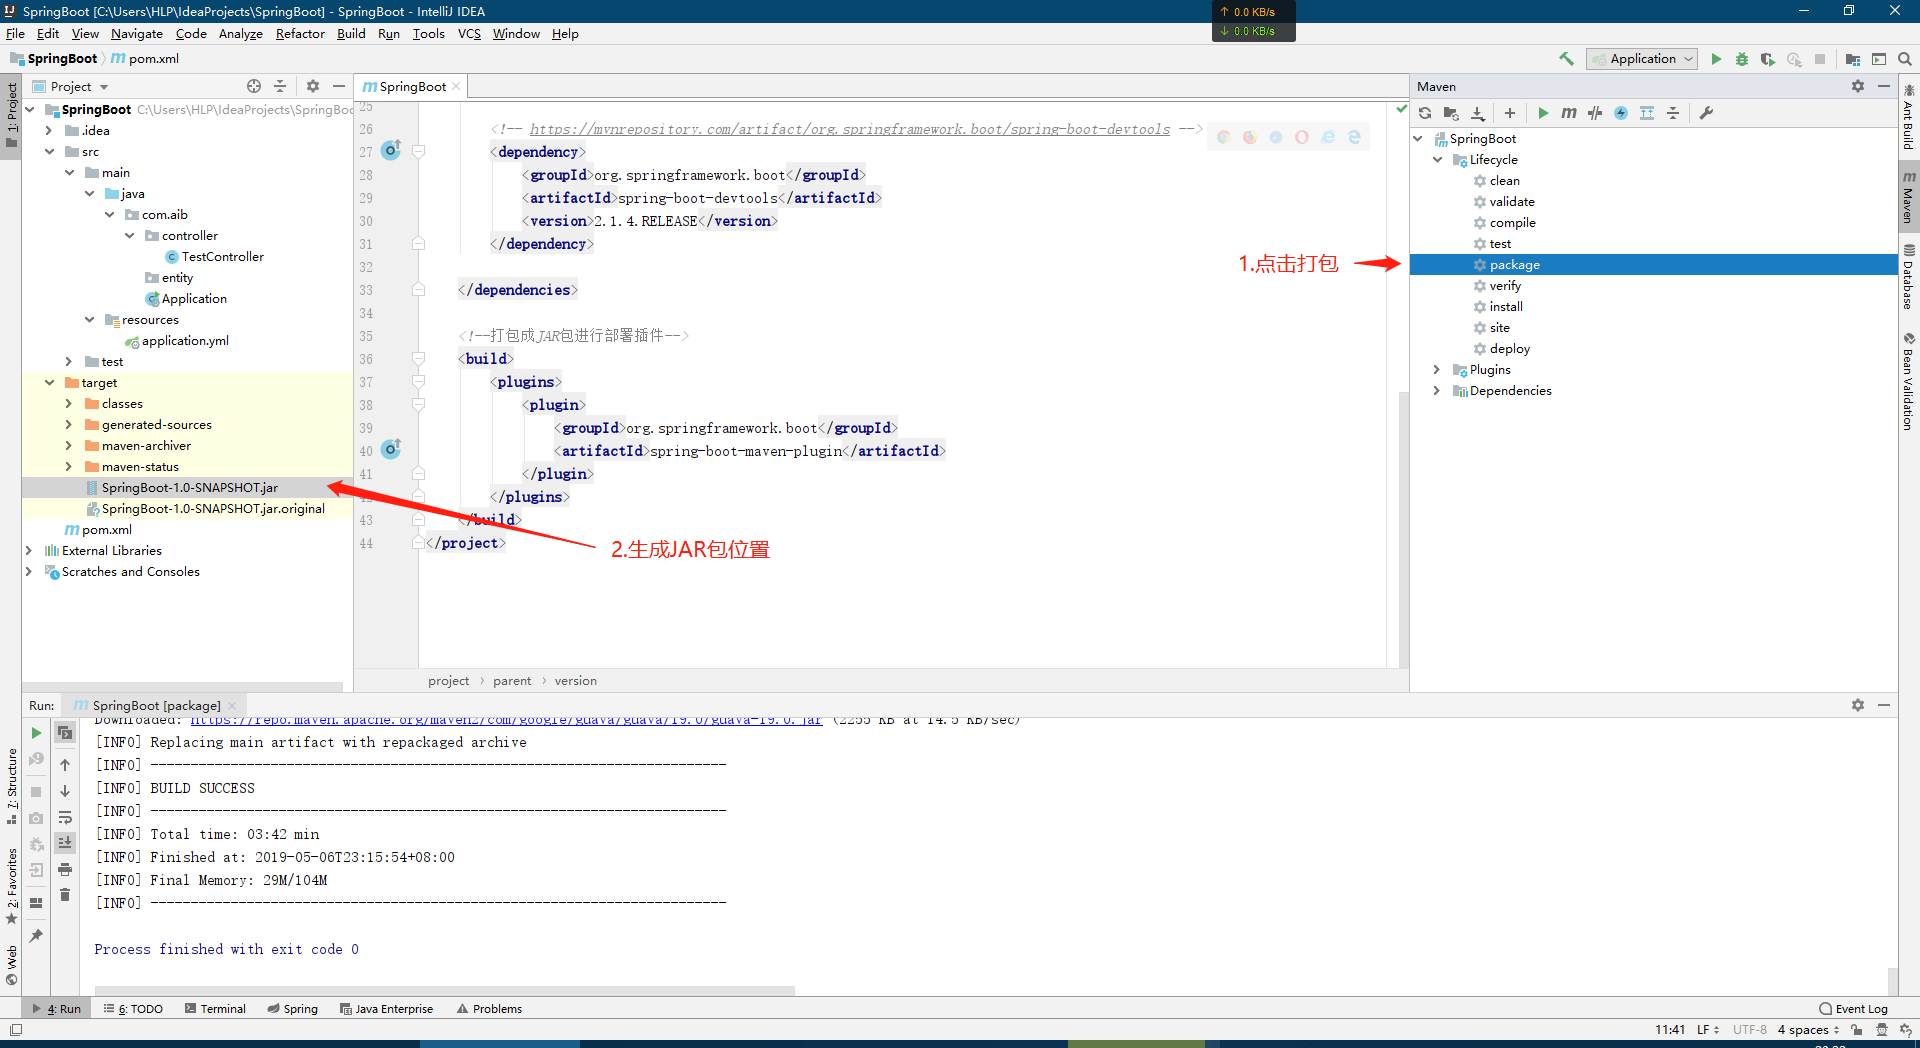 SpringBoot [C:\Users\HLP\IdeaProjects\SpringBoot] - SpringBoot - IntelliJ IDEA
↑ 0.0 KB/s
↓ 0.0 KB/s
File Edit View Navigate Code Analyze Refactor Build Run Tools VCS Window Help
SpringBoot pom.xml
Application
1: Project
Project
SpringBoot C:\Users\HLP\IdeaProjects\SpringBoo
.idea
src
main
java
com.aib
controller
TestController
entity
Application
resources
application.yml
test
target
classes
generated-sources
maven-archiver
maven-status
SpringBoot-1.0-SNAPSHOT.jar
SpringBoot-1.0-SNAPSHOT.jar.original
pom.xml
External Libraries
Scratches and Consoles
SpringBoot
25
26 <!-- https://mvnrepository.com/artifact/org.springframework.boot/spring-boot-devtools -->
27 <dependency>
28 <groupId>org.springframework.boot</groupId>
29 <artifactId>spring-boot-devtools</artifactId>
30 <version>2.1.4.RELEASE</version>
31 </dependency>
32
33 </dependencies>
34
35 <!--打包成JAR包进行部署插件-->
36 <build>
37 <plugins>
38 <plugin>
39 <groupId>org.springframework.boot</groupId>
40 <artifactId>spring-boot-maven-plugin</artifactId>
41 </plugin>
</plugins>
43 </build>
44 </project>
1.点击打包
2.生成JAR包位置
project › parent › version
Maven
SpringBoot
Lifecycle
clean
validate
compile
test
package
verify
install
site
deploy
Plugins
Dependencies
Ant Build
Maven
Database
Bean Validation
Run: SpringBoot [package]
Downloaded: https://repo.maven.apache.org/maven2/com/google/guava/guava/19.0/guava-19.0.jar (2255 KB at 14.5 KB/sec)
[INFO] Replacing main artifact with repackaged archive
[INFO] ------------------------------------------------------------------------
[INFO] BUILD SUCCESS
[INFO] ------------------------------------------------------------------------
[INFO] Total time: 03:42 min
[INFO] Finished at: 2019-05-06T23:15:54+08:00
[INFO] Final Memory: 29M/104M
[INFO] ------------------------------------------------------------------------
Process finished with exit code 0
7: Structure
2: Favorites
Web
4: Run 6: TODO Terminal Spring Java Enterprise Problems
Event Log
11:41 LF UTF-8 4 spaces